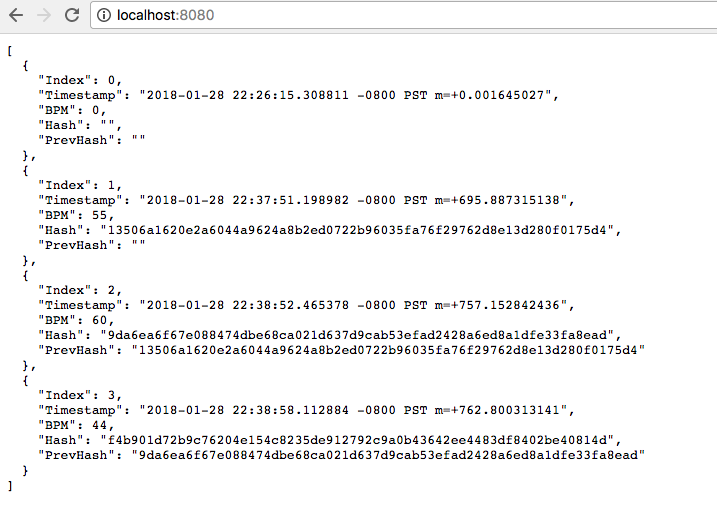 localhost:8080
[
  {
    "Index": 0,
    "Timestamp": "2018-01-28 22:26:15.308811 -0800 PST m=+0.001645027",
    "BPM": 0,
    "Hash": "",
    "PrevHash": ""
  },
  {
    "Index": 1,
    "Timestamp": "2018-01-28 22:37:51.198982 -0800 PST m=+695.887315138",
    "BPM": 55,
    "Hash": "13506a1620e2a6044a9624a8b2ed0722b96035fa76f29762d8e13d280f0175d4",
    "PrevHash": ""
  },
  {
    "Index": 2,
    "Timestamp": "2018-01-28 22:38:52.465378 -0800 PST m=+757.152842436",
    "BPM": 60,
    "Hash": "9da6ea6f67e088474dbe68ca021d637d9cab53efad2428a6ed8a1dfe33fa8ead",
    "PrevHash": "13506a1620e2a6044a9624a8b2ed0722b96035fa76f29762d8e13d280f0175d4"
  },
  {
    "Index": 3,
    "Timestamp": "2018-01-28 22:38:58.112884 -0800 PST m=+762.800313141",
    "BPM": 44,
    "Hash": "f4b901d72b9c76204e154c8235de912792c9a0b43642ee4483df8402be40814d",
    "PrevHash": "9da6ea6f67e088474dbe68ca021d637d9cab53efad2428a6ed8a1dfe33fa8ead"
  }
]